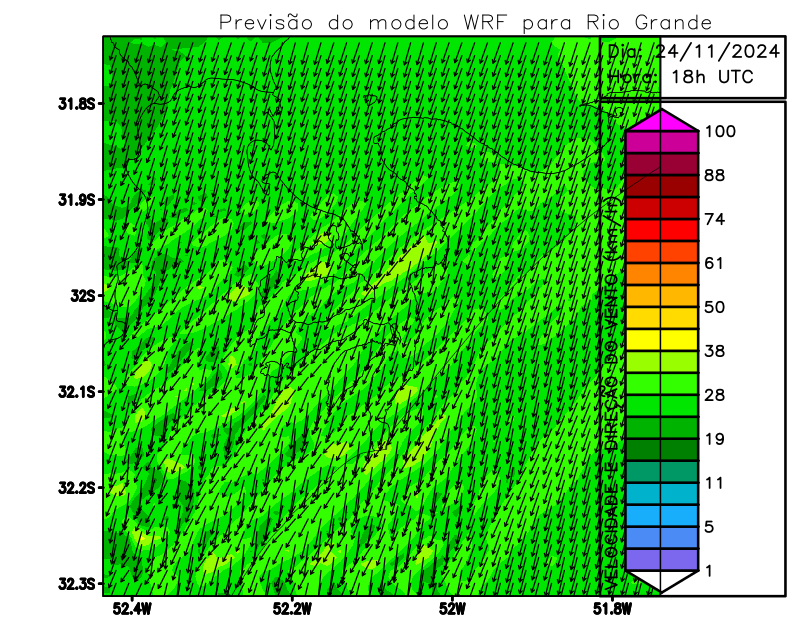 Previsão do modelo WRF para Rio Grande
Dia: 24/11/2024
Hora: 18h UTC
31.8S
31.9S
32S
32.1S
32.2S
32.3S
52.4W
52.2W
52W
51.8W
VELOCIDADE E DIREÇÃO DO VENTO (km/h)
100
88
74
61
50
38
28
19
11
5
1